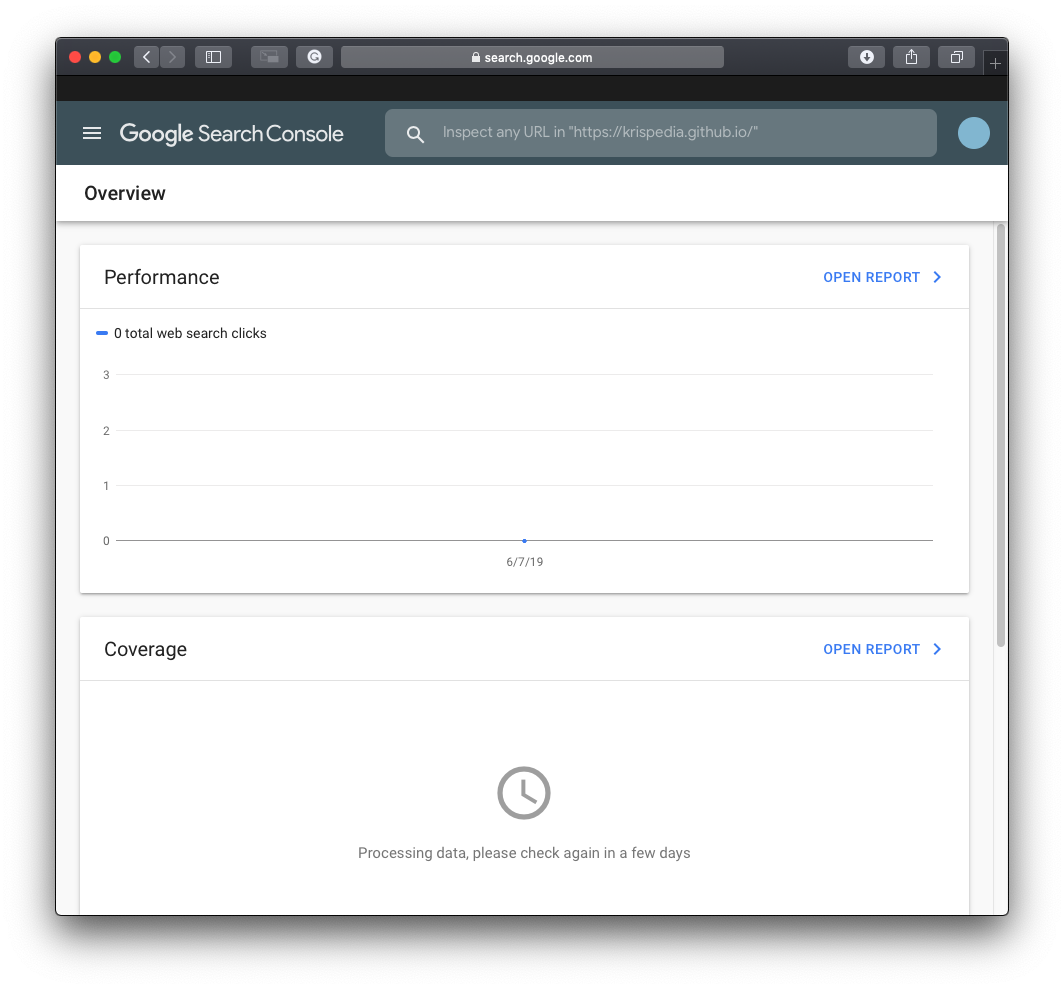 search.google.com
Google Search Console
Inspect any URL in "https://krispedia.github.io/"
Overview
Performance
OPEN REPORT
0 total web search clicks
3
2
1
0
6/7/19
Coverage
OPEN REPORT
Processing data, please check again in a few days